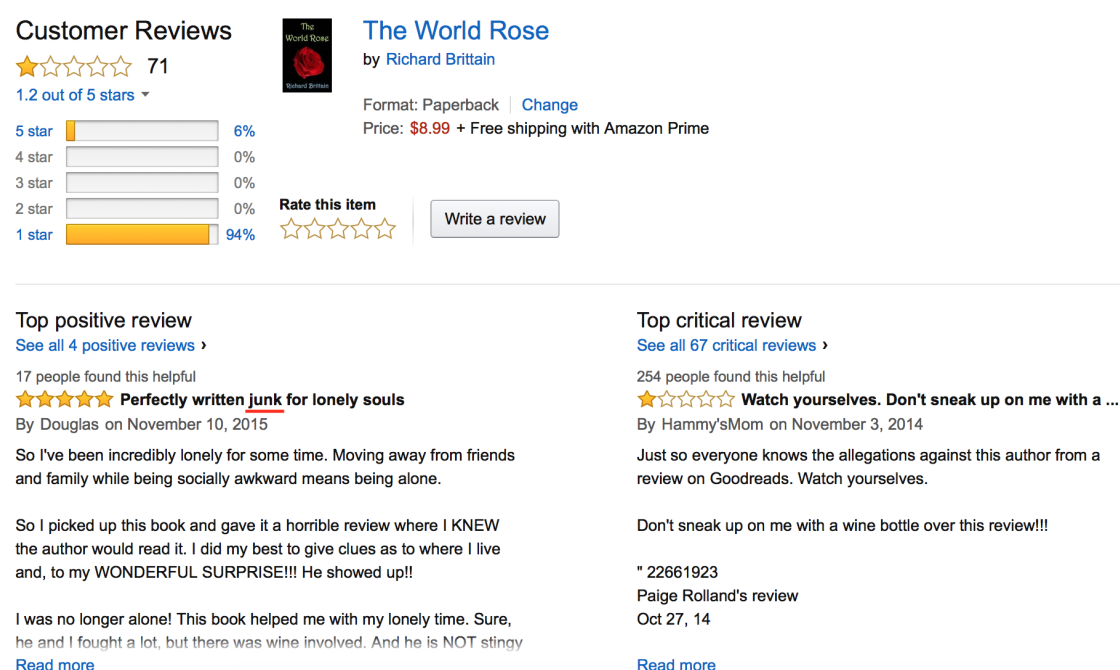 Customer Reviews
71
1.2 out of 5 stars
5 star 6%
4 star 0%
3 star 0%
2 star 0%
1 star 94%
The
World Rose
Richard Brittain
The World Rose
by Richard Brittain
Format: Paperback Change
Price: $8.99 + Free shipping with Amazon Prime
Rate this item
Write a review
Top positive review
See all 4 positive reviews ›
17 people found this helpful
Perfectly written junk for lonely souls
By Douglas on November 10, 2015
So I've been incredibly lonely for some time. Moving away from friends
and family while being socially awkward means being alone.
So I picked up this book and gave it a horrible review where I KNEW
the author would read it. I did my best to give clues as to where I live
and, to my WONDERFUL SURPRISE!!! He showed up!!
I was no longer alone! This book helped me with my lonely time. Sure,
he and I fought a lot, but there was wine involved. And he is NOT stingy
Read more
Top critical review
See all 67 critical reviews ›
254 people found this helpful
Watch yourselves. Don't sneak up on me with a ...
By Hammy'sMom on November 3, 2014
Just so everyone knows the allegations against this author from a
review on Goodreads. Watch yourselves.
Don't sneak up on me with a wine bottle over this review!!!
" 22661923
Paige Rolland's review
Oct 27, 14
Read more